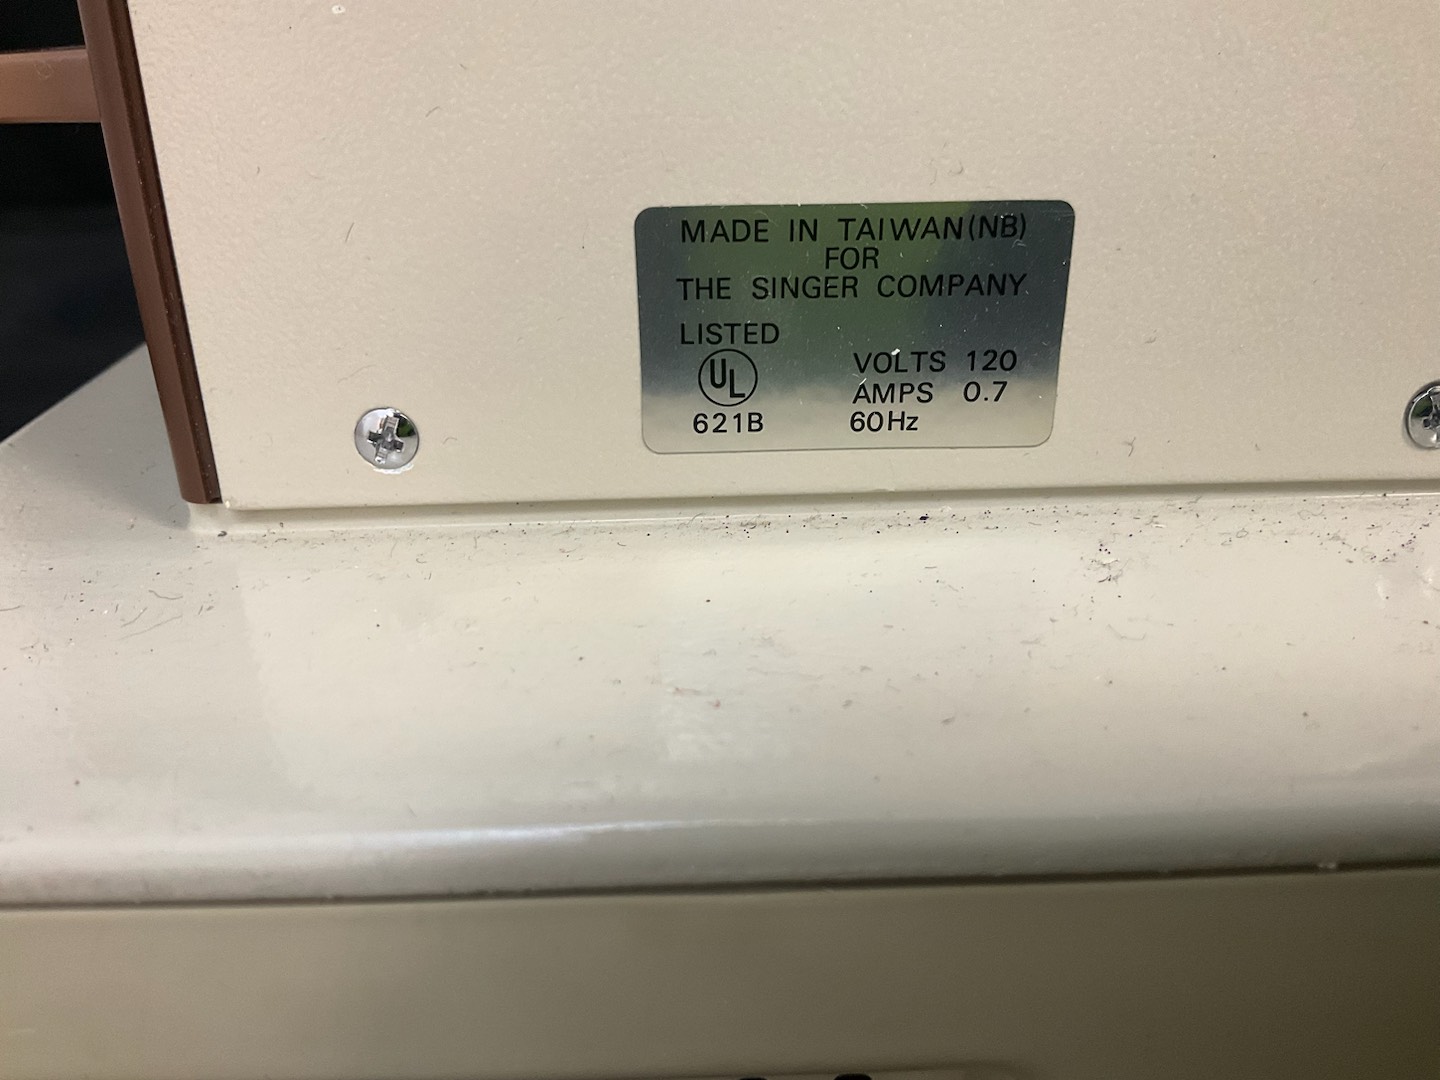 MADE IN TAIWAN(NB)
FOR
THE SINGER COMPANY
LISTED
UL
621B
VOLTS 120
AMPS 0.7
60Hz